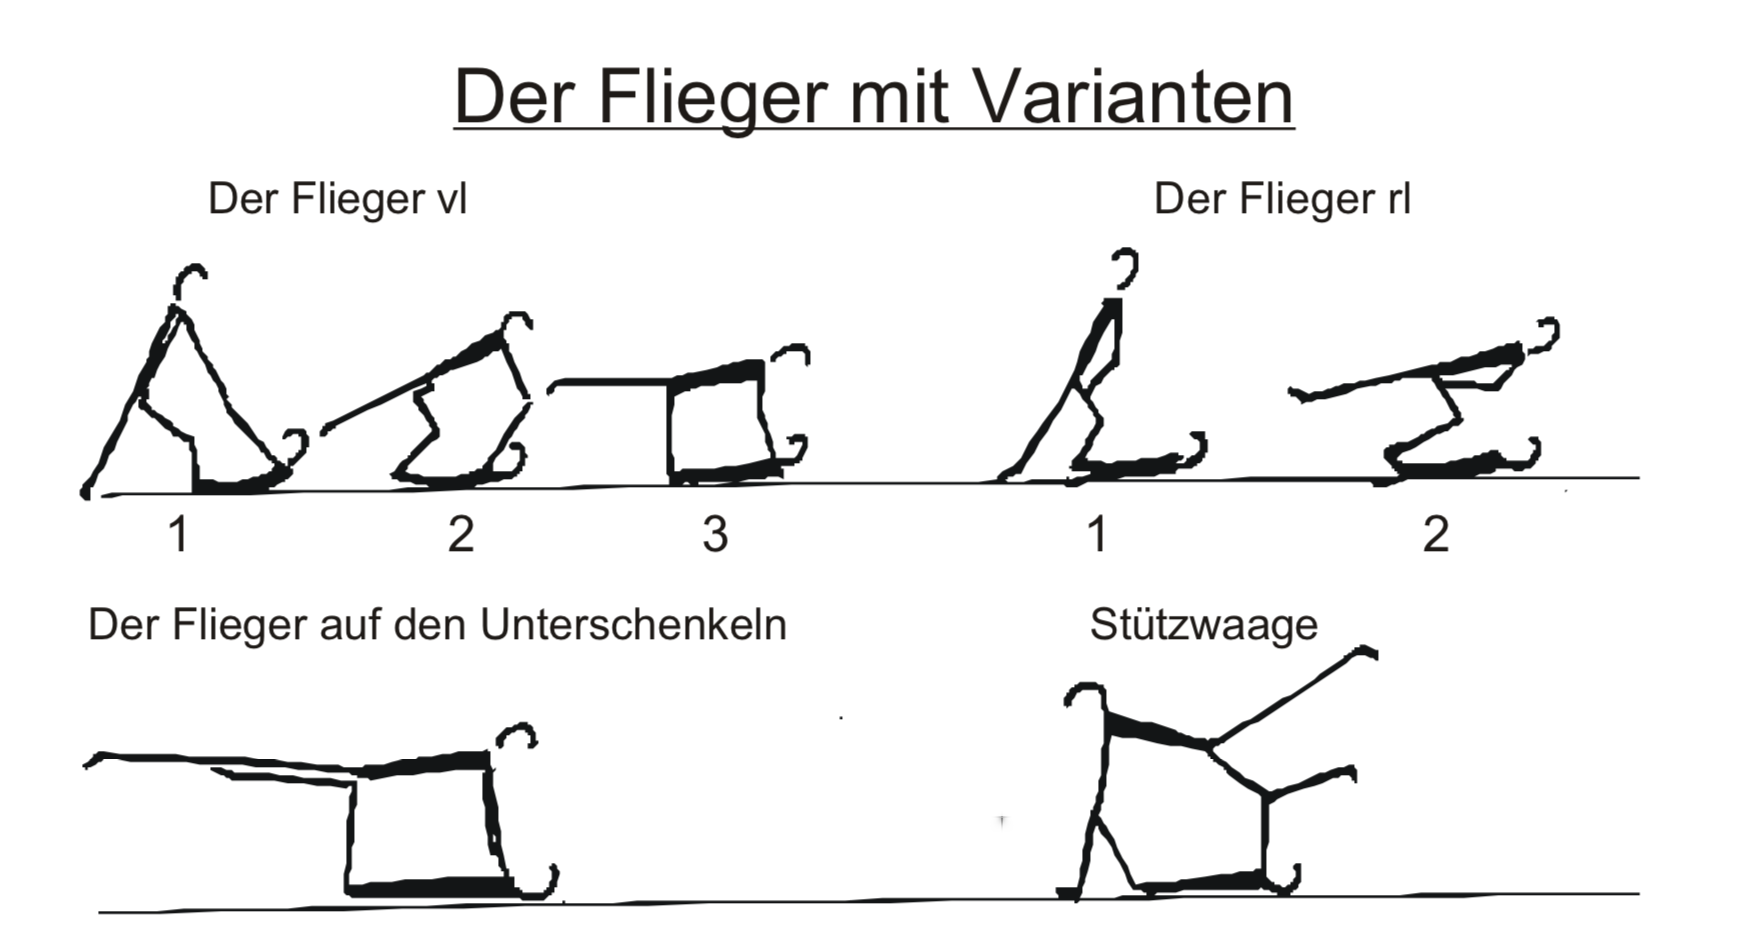 Der Flieger mit Varianten
Der Flieger vl
Der Flieger rl
1 2 3 1 2
Der Flieger auf den Unterschenkeln
Stützwaage